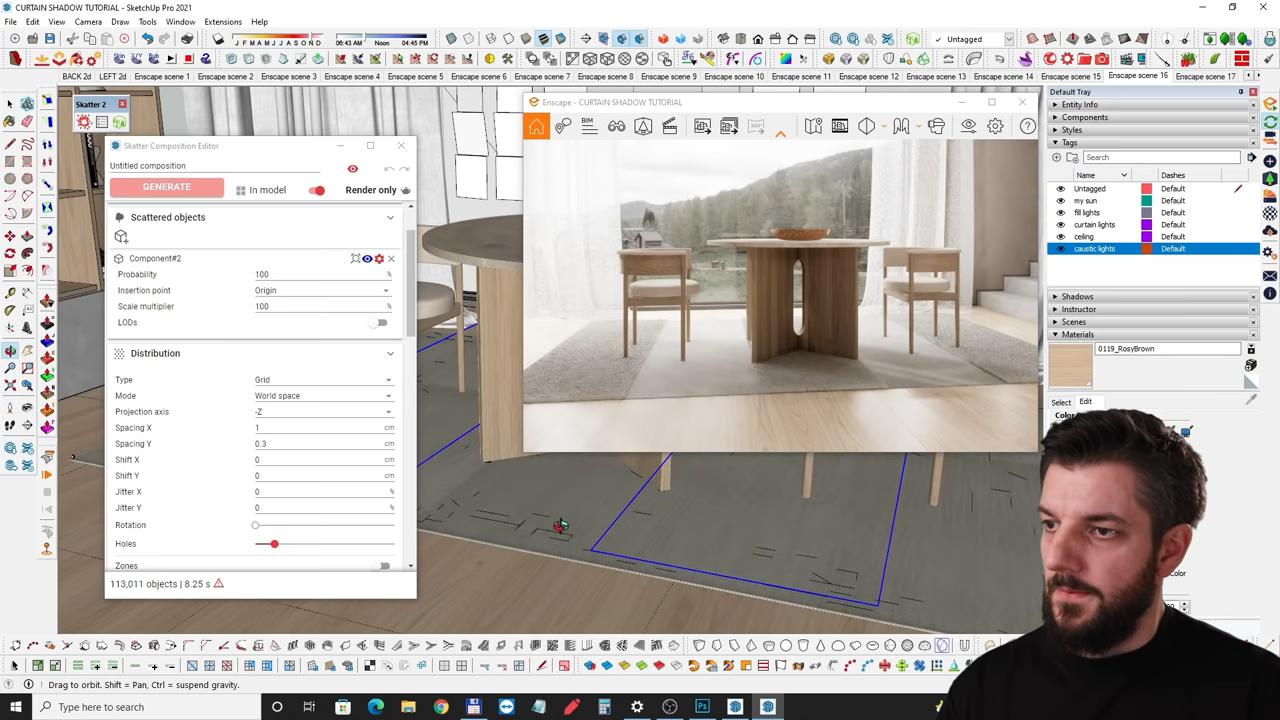 CURTAIN SHADOW TUTORIAL - SketchUp Pro 2021
File Edit View Camera Draw Tools Window Extensions Help
J F M A M J J A S O N D
06:43 AM Noon 04:45 PM
Untagged
BACK 2d LEFT 2d Enscape scene 1 Enscape scene 2 Enscape scene 3 Enscape scene 4 Enscape scene 5 Enscape scene 6 Enscape scene 7 Enscape scene 8 Enscape scene 9 Enscape scene 10 Enscape scene 11 Enscape scene 12 Enscape scene 13 Enscape scene 14 Enscape scene 15 Enscape scene 16 Enscape scene 17
Skatter 2
Skatter Composition Editor
Untitled composition
GENERATE
In model
Render only
Scattered objects
Component#2
Probability 100 %
Insertion point Origin
Scale multiplier 100 %
LODs
Distribution
Type Grid
Mode World space
Projection axis -Z
Spacing X 1 cm
Spacing Y 0.3 cm
Shift X 0 cm
Shift Y 0 cm
Jitter X 0 %
Jitter Y 0 %
Rotation
Holes
Zones
113,011 objects | 8.25 s
Enscape - CURTAIN SHADOW TUTORIAL
BIM
360°
Default Tray
Entity Info
Components
Styles
Tags
Search
Name Dashes
Untagged Default
my sun Default
fill lights Default
curtain lights Default
ceiling Default
caustic lights Default
Shadows
Instructor
Scenes
Materials
0119_RosyBrown
Select Edit
Drag to orbit. Shift = Pan, Ctrl = suspend gravity.
Type here to search
Ps